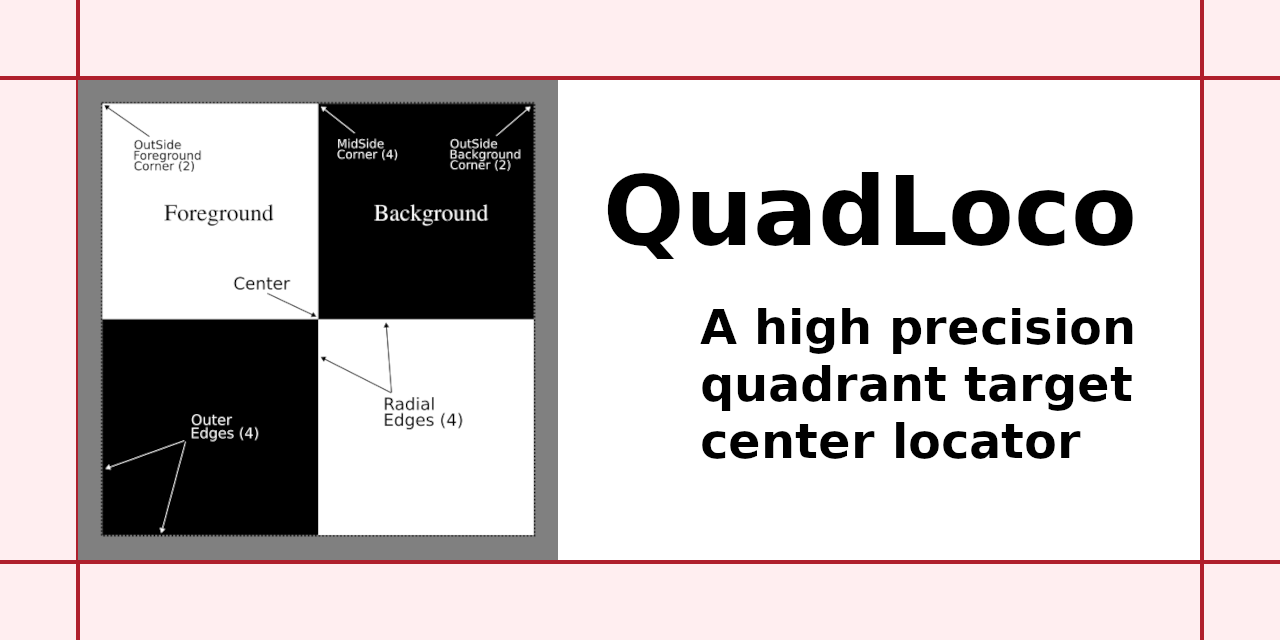 OutSide
Foreground
Corner (2)
MidSide
Corner (4)
OutSide
Background
Corner (2)
Foreground
Background
Center
Outer
Edges (4)
Radial
Edges (4)
QuadLoco
A high precision
quadrant target
center locator